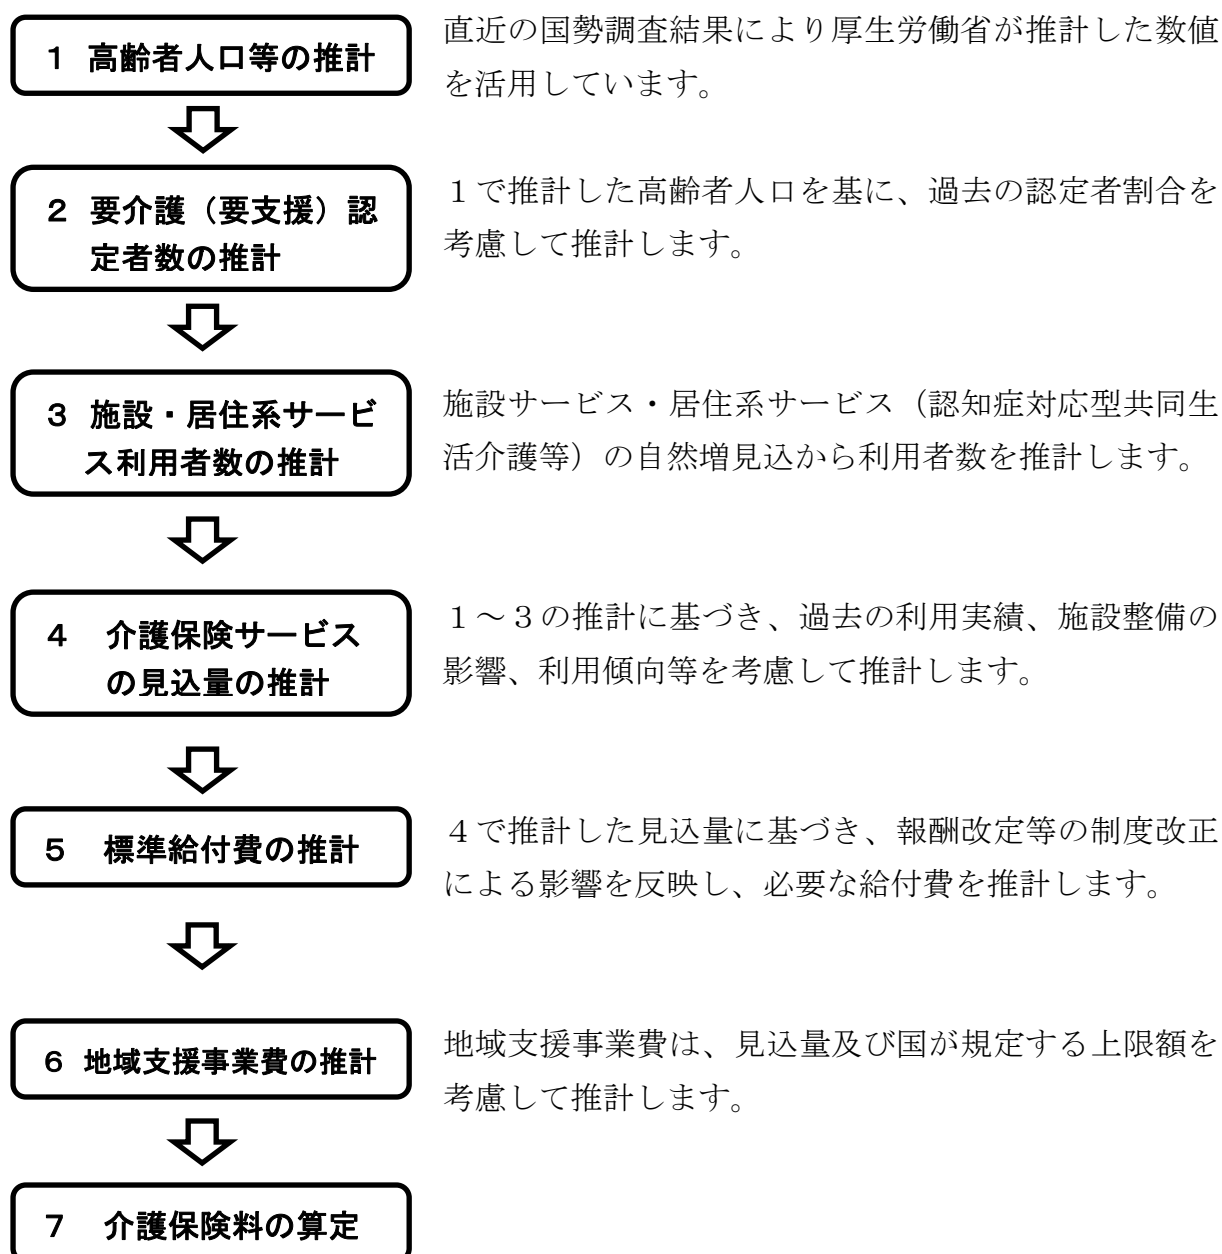 １ 高齢者人口等の推計
直近の国勢調査結果により厚生労働省が推計した数値
を活用しています。
２ 要介護（要支援）認
定者数の推計
１で推計した高齢者人口を基に、過去の認定者割合を
考慮して推計します。
３ 施設・居住系サービ
ス利用者数の推計
施設サービス・居住系サービス（認知症対応型共同生
活介護等）の自然増見込から利用者数を推計します。
４ 介護保険サービス
の見込量の推計
１～３の推計に基づき、過去の利用実績、施設整備の
影響、利用傾向等を考慮して推計します。
５ 標準給付費の推計
４で推計した見込量に基づき、報酬改定等の制度改正
による影響を反映し、必要な給付費を推計します。
６ 地域支援事業費の推計
地域支援事業費は、見込量及び国が規定する上限額を
考慮して推計します。
７ 介護保険料の算定